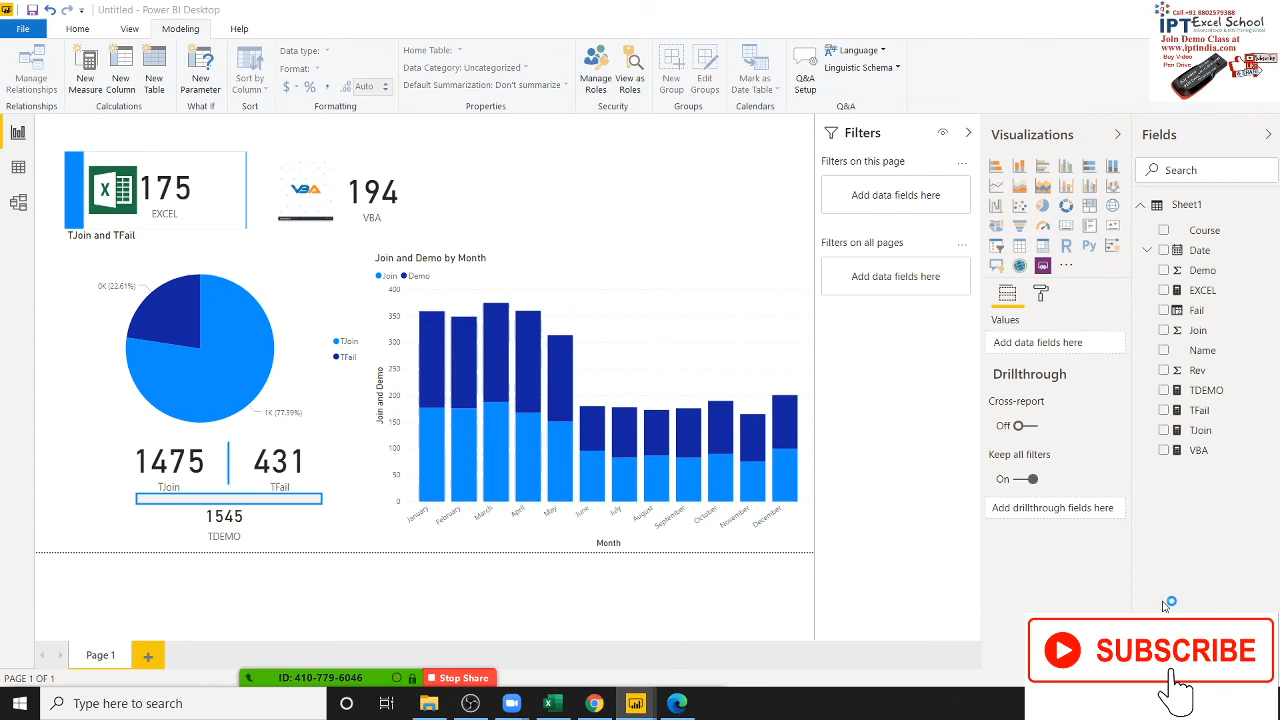 Untitled - Power BI Desktop
File
Home
View
Modeling
Help
Manage Relationships
Relationships
New Measure
New Column
New Table
Calculations
New Parameter
What If
Sort by Column
Sort
Data type:
Format:
$ % , Auto
Formatting
Home Table:
Data Category: Uncategorized
Default Summarization: Don't summarize
Properties
Manage Roles
View as Roles
Security
New Group
Edit Groups
Groups
Mark as Date Table
Calendars
Q&A Setup
Language
Linguistic Schema
Q&A
Call +91 8802579388
IPT Excel School
Join Demo Class at
www.iptindia.com
Buy Video
Pen Drive
175
EXCEL
VBA
194
VBA
TJoin and TFail
0K (22.61%)
1K (77.39%)
TJoin
TFail
1475
TJoin
431
TFail
1545
TDEMO
Join and Demo by Month
Join Demo
400
350
300
250
200
150
100
50
0
Join and Demo
January
February
March
April
May
June
July
August
September
October
November
December
Month
Filters
Filters on this page
Add data fields here
Filters on all pages
Add data fields here
Visualizations
R
Py
Values
Add data fields here
Drillthrough
Cross-report
Off
Keep all filters
On
Add drillthrough fields here
Fields
Search
Sheet1
Course
Date
Demo
EXCEL
Fail
Join
Name
Rev
TDEMO
TFail
TJoin
VBA
SUBSCRIBE
Page 1
PAGE 1 OF 1
ID: 410-779-6046
Stop Share
Type here to search